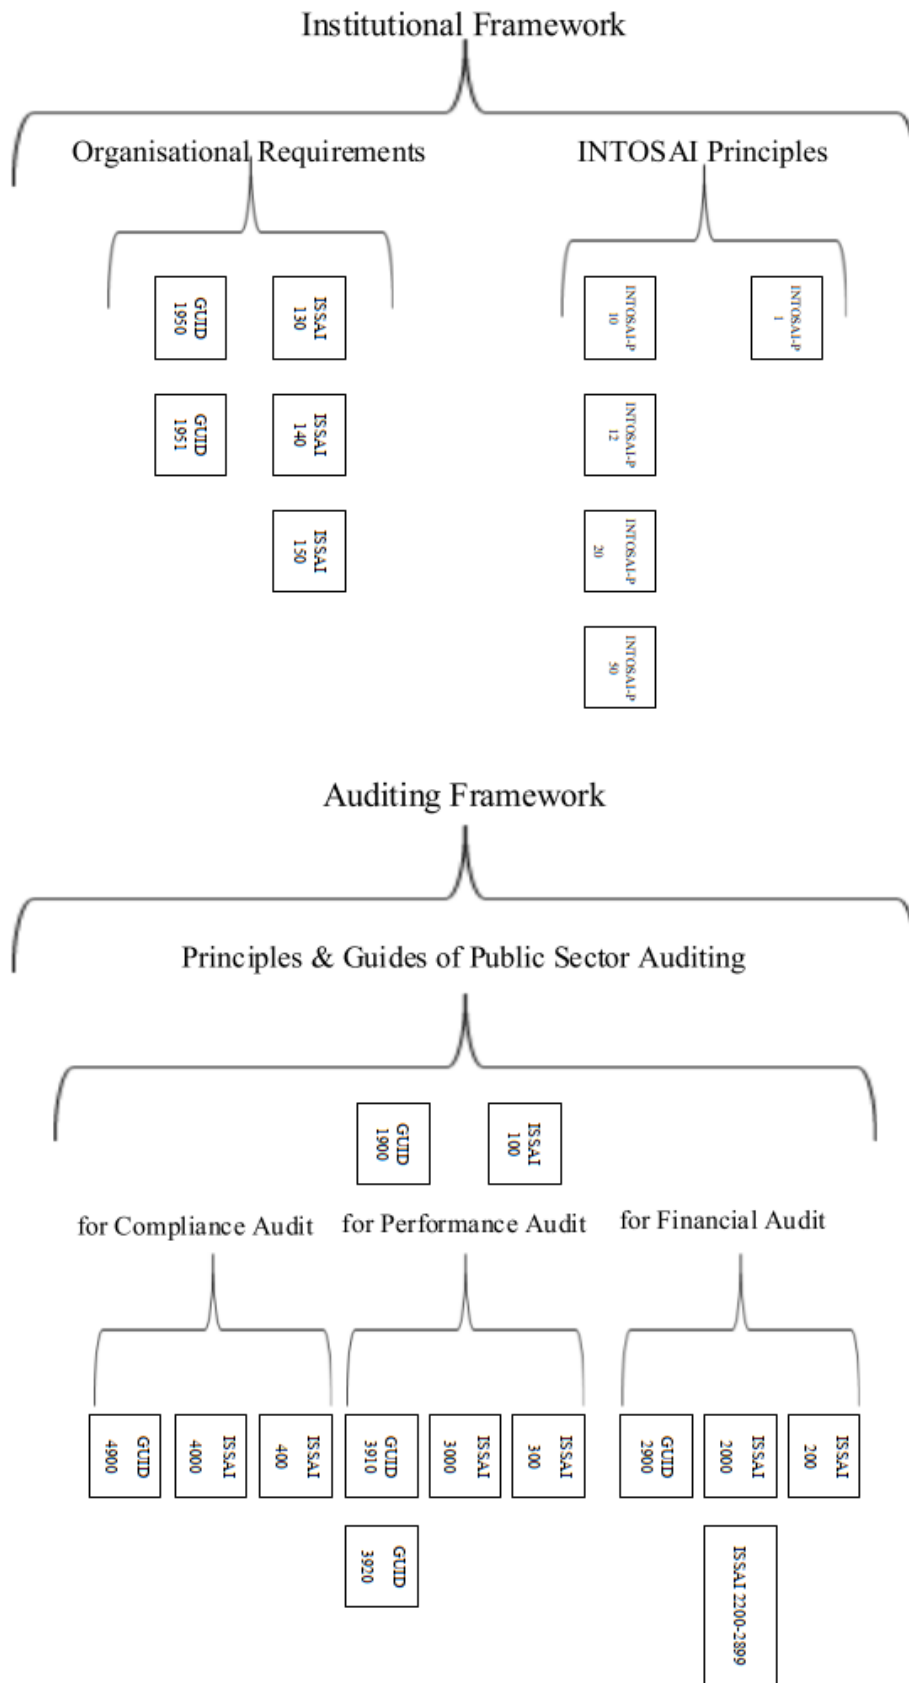 Institutional Framework
Organisational Requirements
INTOSAI Principles
GUID
1950
ISSAI
130
INTOSAI-P
10
INTOSAI-P
1
GUID
1951
ISSAI
140
INTOSAI-P
12
ISSAI
150
INTOSAI-P
20
INTOSAI-P
50
Auditing Framework
Principles & Guides of Public Sector Auditing
GUID
1900
ISSAI
100
for Compliance Audit
for Performance Audit
for Financial Audit
GUID
4900
ISSAI
4000
ISSAI
400
GUID
3910
ISSAI
3000
ISSAI
300
GUID
2900
ISSAI
2000
ISSAI
200
GUID
3920
ISSAI 2200-2899